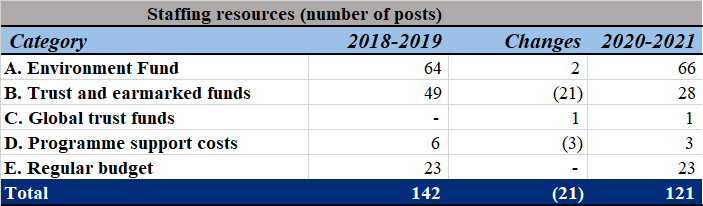 Staffing resources (number of posts)
Category 2018-2019 Changes 2020-2021
A. Environment Fund 64 2 66
B. Trust and earmarked funds 49 (21) 28
C. Global trust funds - 1 1
D. Programme support costs 6 (3) 3
E. Regular budget 23 - 23
Total 142 (21) 121